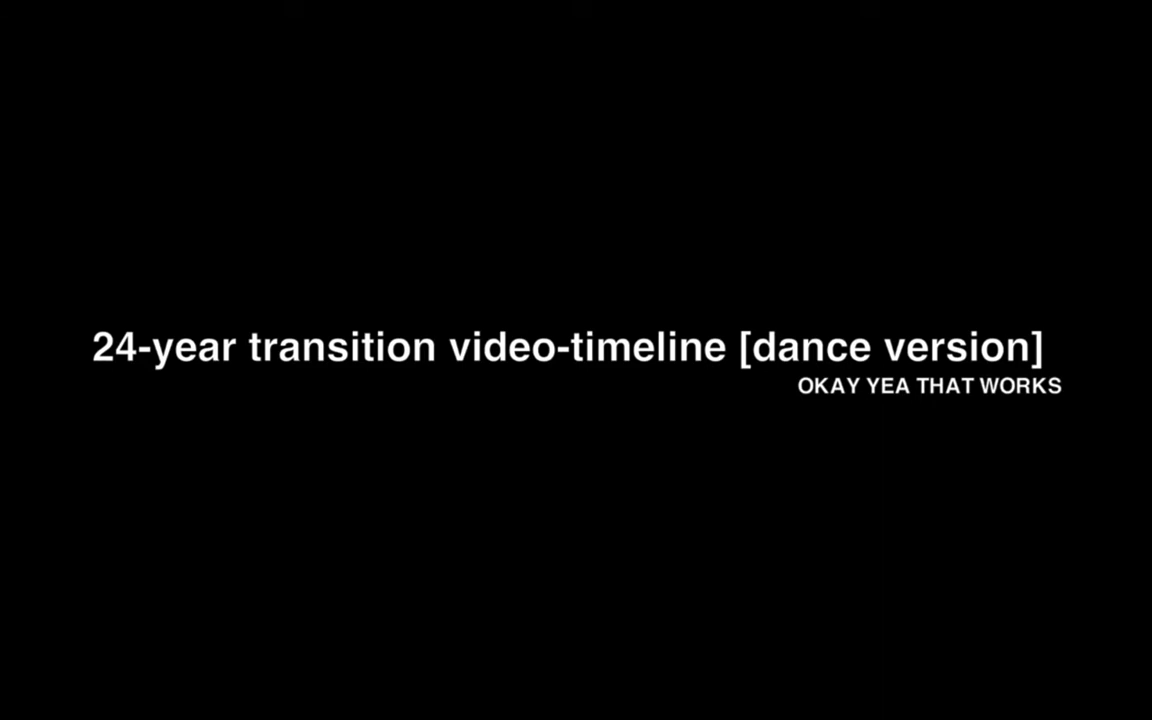 24-year transition video-timeline [dance version]
OKAY YEA THAT WORKS